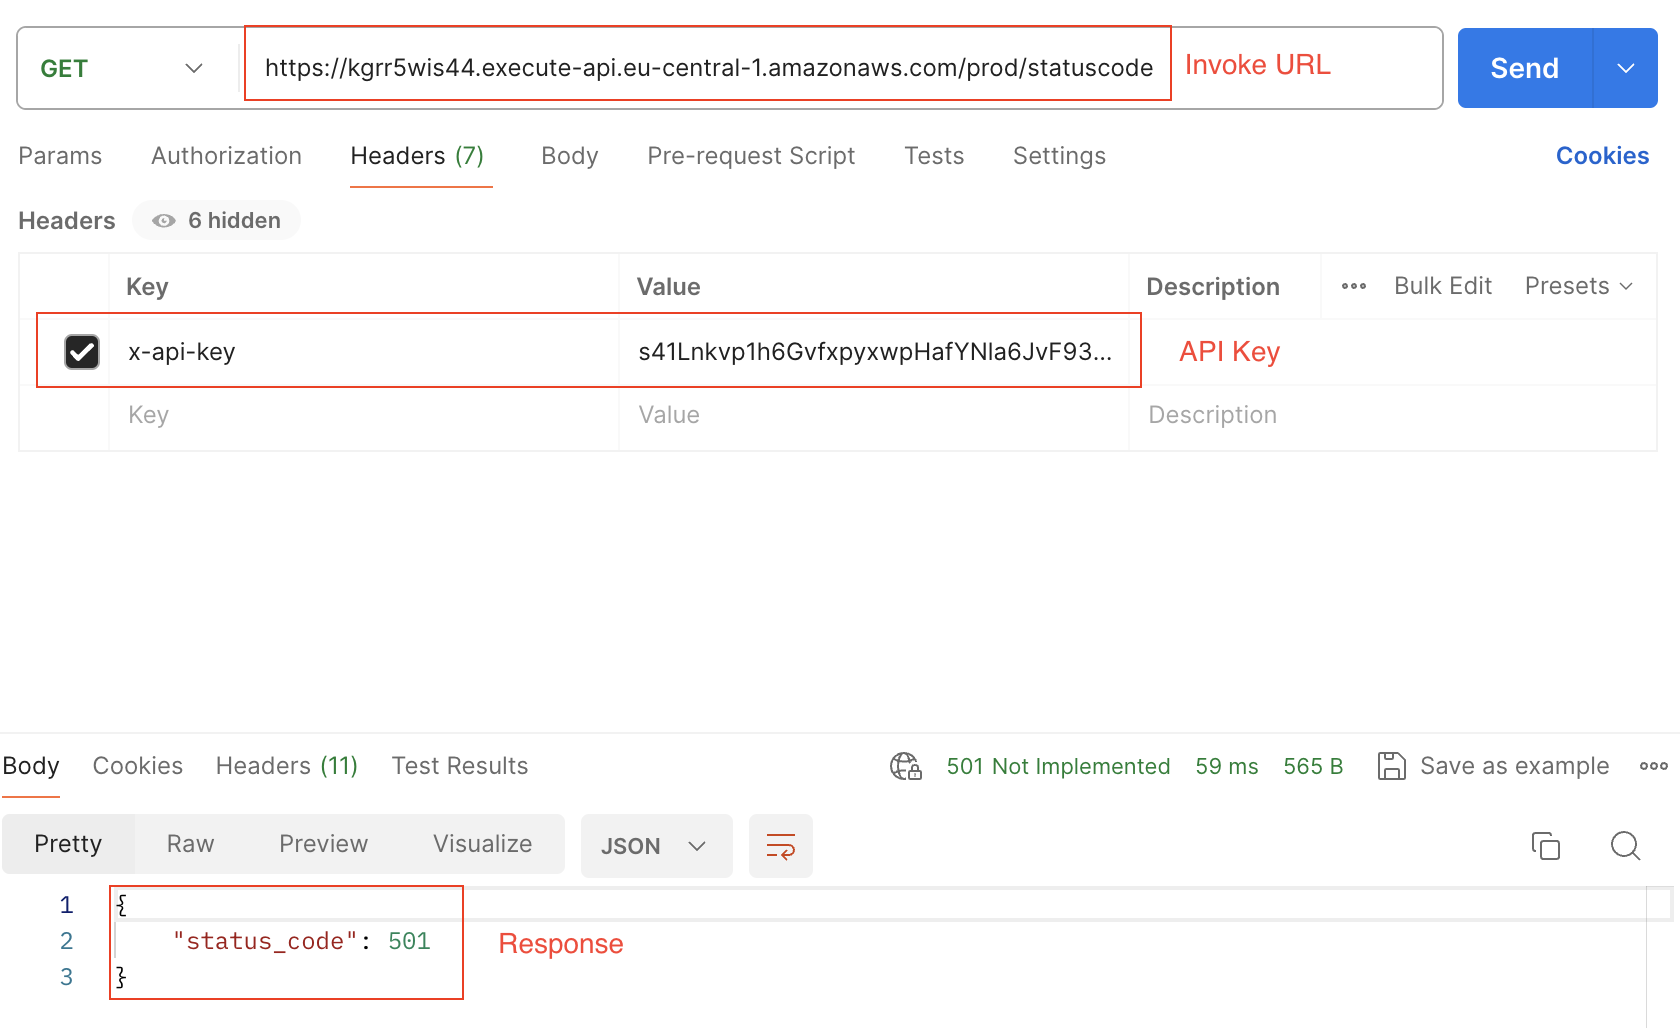 GET https://kgrr5wis44.execute-api.eu-central-1.amazonaws.com/prod/statuscode Invoke URL Send
Params Authorization Headers (7) Body Pre-request Script Tests Settings Cookies
Headers 6 hidden
Key Value Description Bulk Edit Presets
x-api-key s41Lnkvp1h6GvfxpyxwpHafYNla6JvF93... API Key
Key Value Description
Body Cookies Headers (11) Test Results 501 Not Implemented 59 ms 565 B Save as example
Pretty Raw Preview Visualize JSON
1 {
2 "status_code": 501 Response
3 }